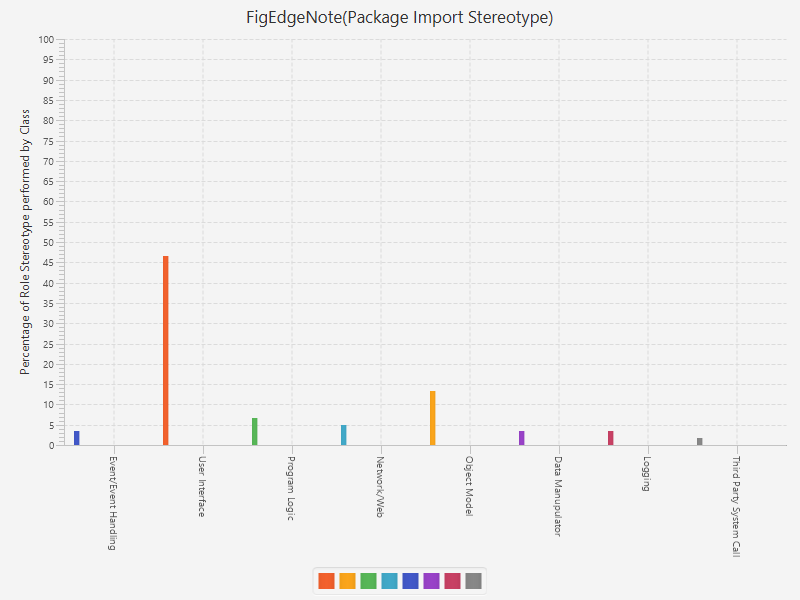 FigEdgeNote(Package Import Stereotype)
Percentage of Role Stereotype performed by Class
100
95
90
85
80
75
70
65
60
55
50
45
40
35
30
25
20
15
10
5
0
Event/Event Handling
User Interface
Program Logic
Network/Web
Object Model
Data Manupulator
Logging
Third Party System Call